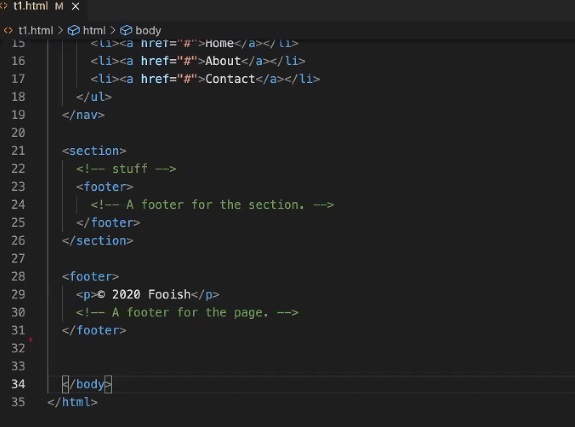 t1.html M ×
t1.html > html > body
15 <li><a href="#">Home</a></li>
16 <li><a href="#">About</a></li>
17 <li><a href="#">Contact</a></li>
18 </ul>
19 </nav>
20
21 <section>
22 <!-- stuff -->
23 <footer>
24 <!-- A footer for the section. -->
25 </footer>
26 </section>
27
28 <footer>
29 <p>© 2020 Fooish</p>
30 <!-- A footer for the page. -->
31 </footer>
32
33
34 </body>
35 </html>